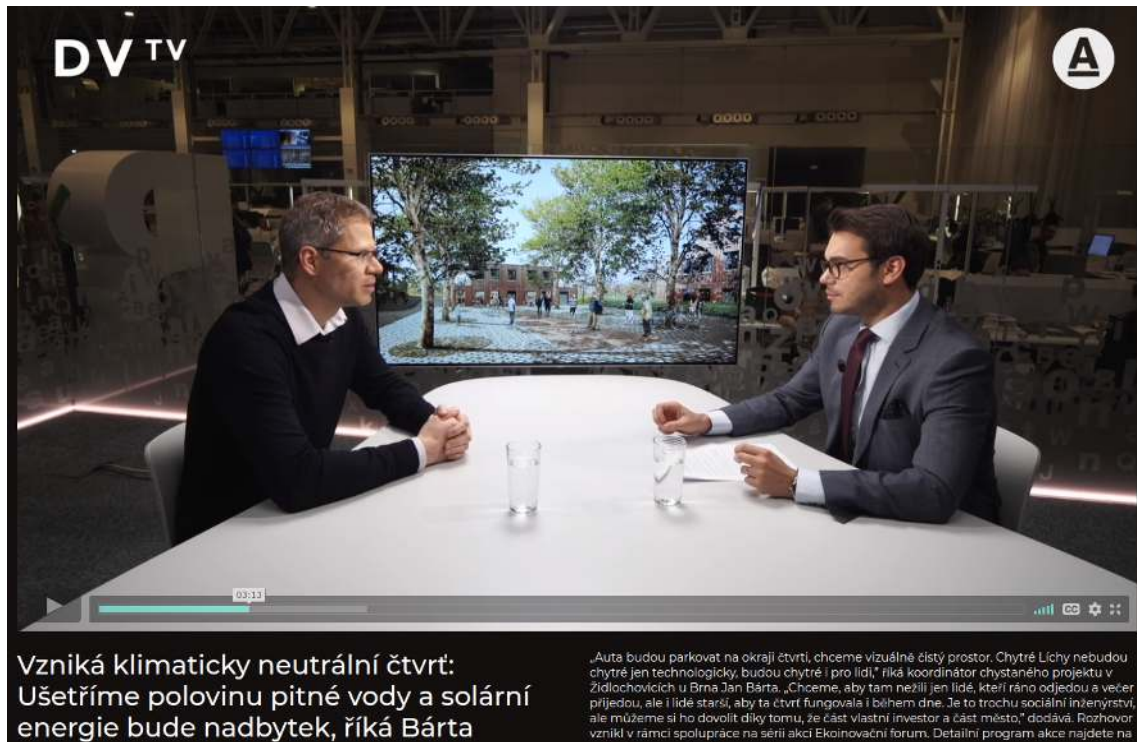 DV TV
A
03:13
CC
Vzniká klimaticky neutrální čtvrť:
Ušetříme polovinu pitné vody a solární
energie bude nadbytek, říká Bárta
„Auta budou parkovat na okraji čtvrti, chceme vizuálně čistý prostor. Chytré Líchy nebudou
chytré jen technologicky, budou chytré i pro lidi,“ říká koordinátor chystaného projektu v
Židlochovicích u Brna Jan Bárta. „Chceme, aby tam nežili jen lidé, kteří ráno odjedou a večer
přijedou, ale i lidé starší, aby ta čtvrť fungovala i během dne. Je to trochu sociální inženýrství,
ale můžeme si ho dovolit díky tomu, že část vlastní investor a část město,“ dodává. Rozhovor
vznikl v rámci spolupráce na sérii akcí Ekoinovační forum. Detailní program akce najdete na